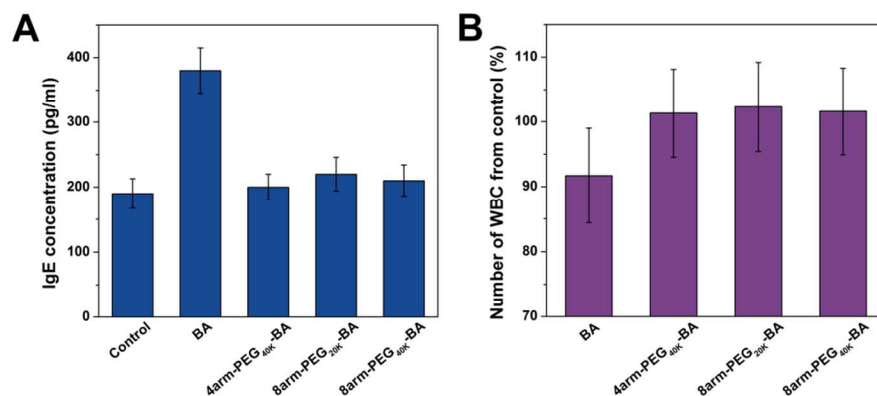 A
IgE concentration (pg/ml)
400
300
200
100
0
Control
BA
4arm-PEG40K-BA
8arm-PEG20K-BA
8arm-PEG40K-BA
B
Number of WBC from control (%)
110
100
90
80
70
BA
4arm-PEG40K-BA
8arm-PEG20K-BA
8arm-PEG40K-BA